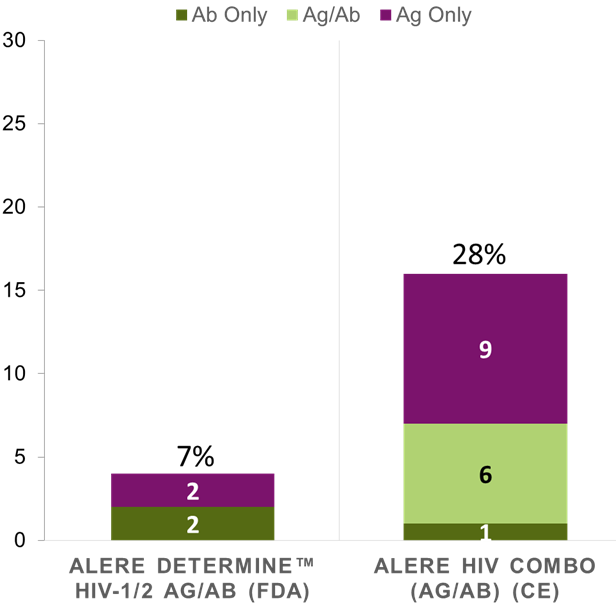 Ab Only Ag/Ab Ag Only
30
25
20
15
10
5
0
7%
2
2
28%
9
6
1
ALERE DETERMINE™
HIV-1/2 AG/AB (FDA)
ALERE HIV COMBO
(AG/AB) (CE)